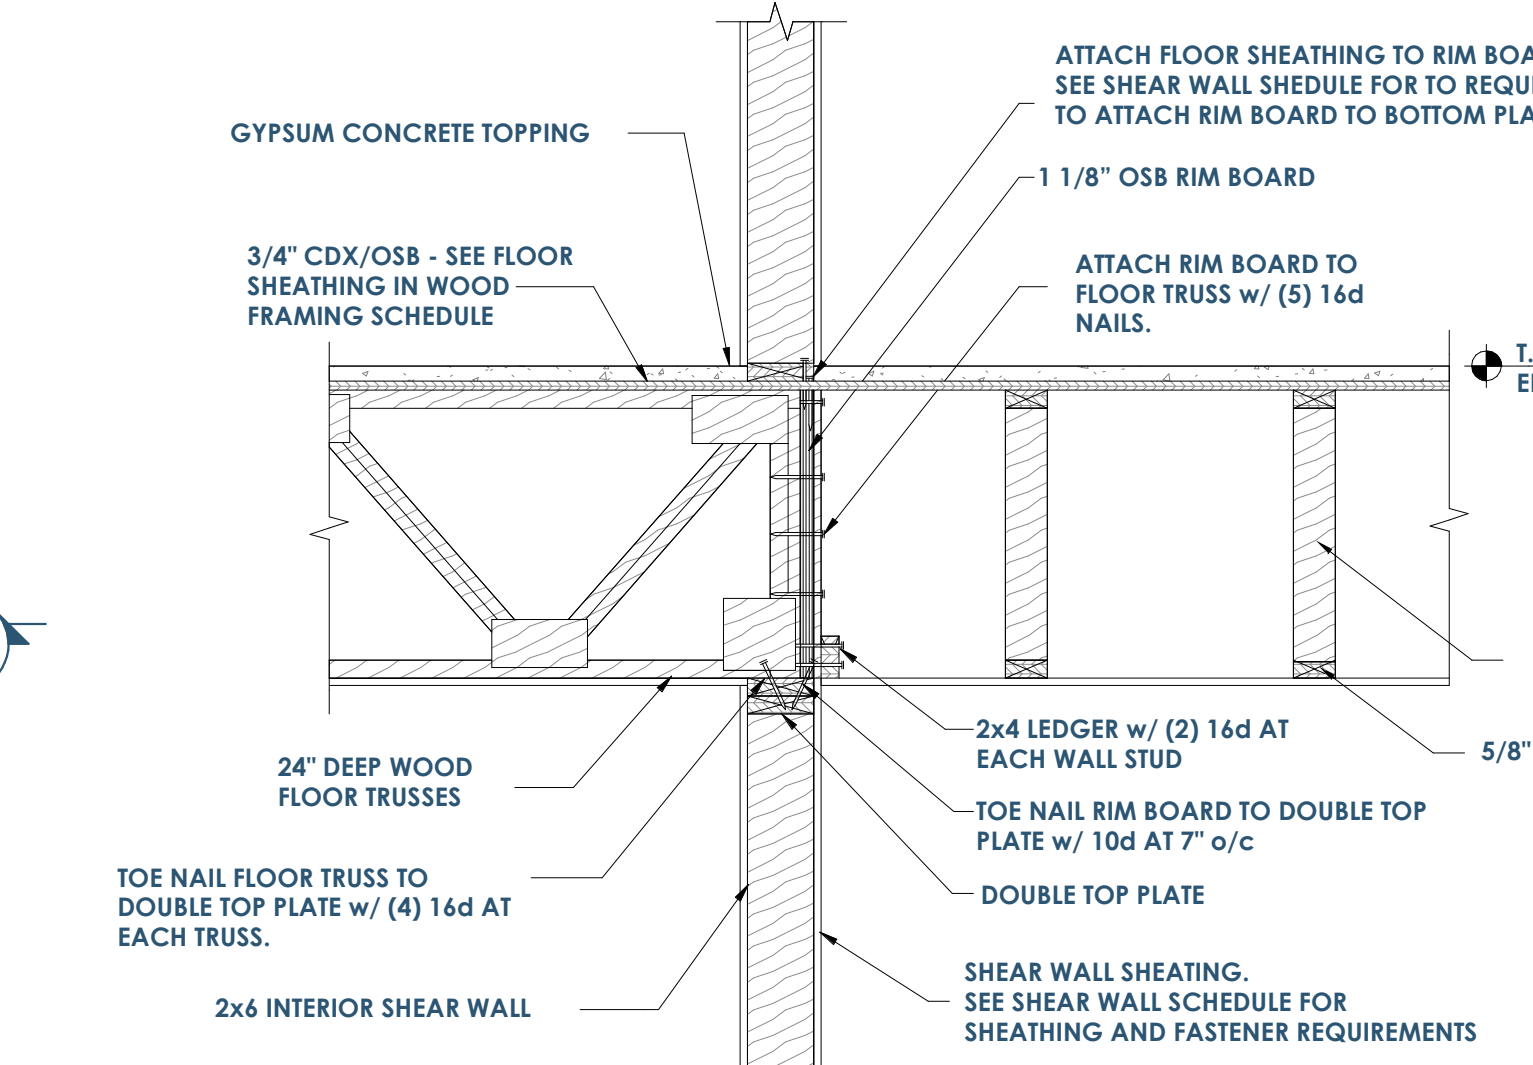 ATTACH FLOOR SHEATHING TO RIM
SEE SHEAR WALL SHEDULE FOR TO
TO ATTACH RIM BOARD TO BOTTOM
GYPSUM CONCRETE TOPPING
1 1/8” OSB RIM BOARD
3/4" CDX/OSB - SEE FLOOR
SHEATHING IN WOOD
FRAMING SCHEDULE
ATTACH RIM BOARD TO
FLOOR TRUSS w/ (5) 16d
NAILS.
T.
2x4 LEDGER w/ (2) 16d AT
EACH WALL STUD
5/8"
24" DEEP WOOD
FLOOR TRUSSES
TOE NAIL RIM BOARD TO DOUBLE TOP
PLATE w/ 10d AT 7" o/c
TOE NAIL FLOOR TRUSS TO
DOUBLE TOP PLATE w/ (4) 16d AT
EACH TRUSS.
DOUBLE TOP PLATE
2x6 INTERIOR SHEAR WALL
SHEAR WALL SHEATING.
SEE SHEAR WALL SCHEDULE FOR
SHEATHING AND FASTENER REQUIREMENTS